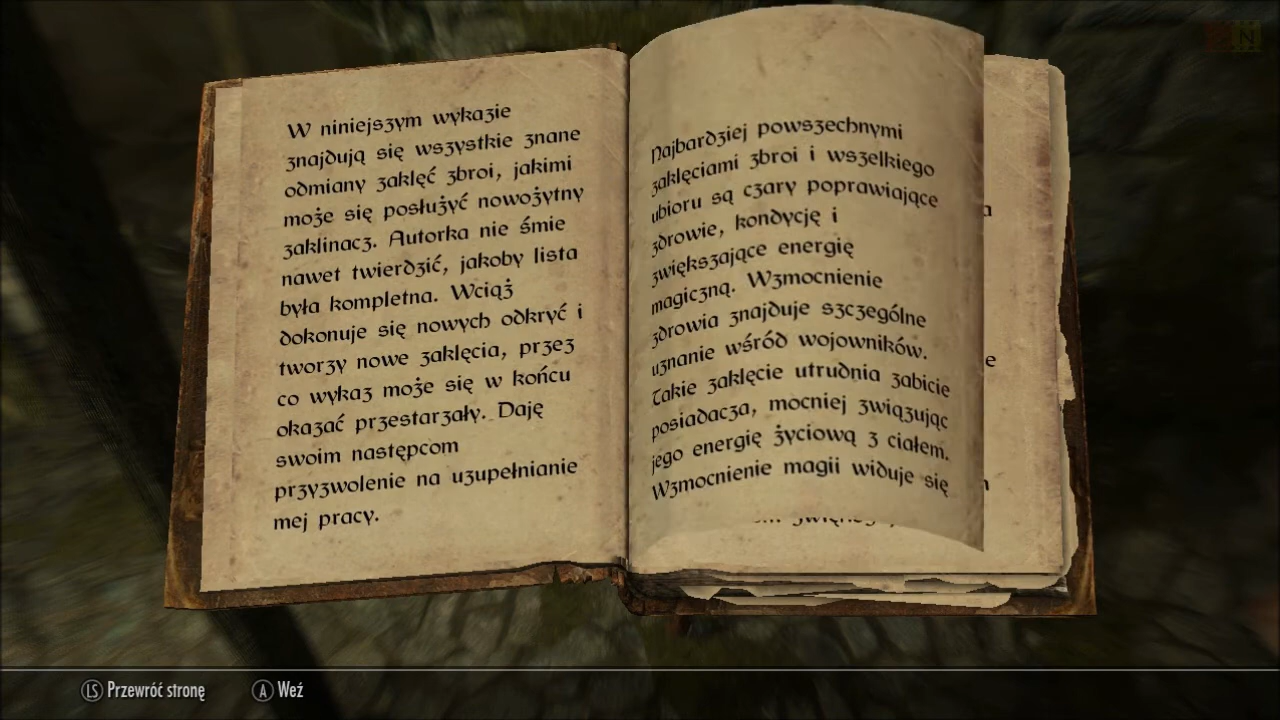 W niniejszym wykazie
znajdują się wszystkie znane
odmiany zaklęć zbroi, jakimi
może się posłużyć nowożytny
zaklinacz. Autorka nie śmie
nawet twierdzić, jakoby lista
była kompletna. Wciąż
dokonuje się nowych odkryć i
tworzy nowe zaklęcia, przez
co wykaz może się w końcu
okazać przestarzały. Daję
swoim następcom
przyzwolenie na uzupełnianie
mej pracy.
Najbardziej powszechnymi
zaklęciami zbroi i wszelkiego
ubioru są czary poprawiające
zdrowie, kondycję i
zwiększające energię
magiczną. Wzmocnienie
zdrowia znajduje szczególne
uznanie wśród wojowników.
Takie zaklęcie utrudnia zabicie
posiadacza, mocniej związując
jego energię życiową z ciałem.
Wzmocnienie magii widuje się
LS Przewróć stronę
A Weź